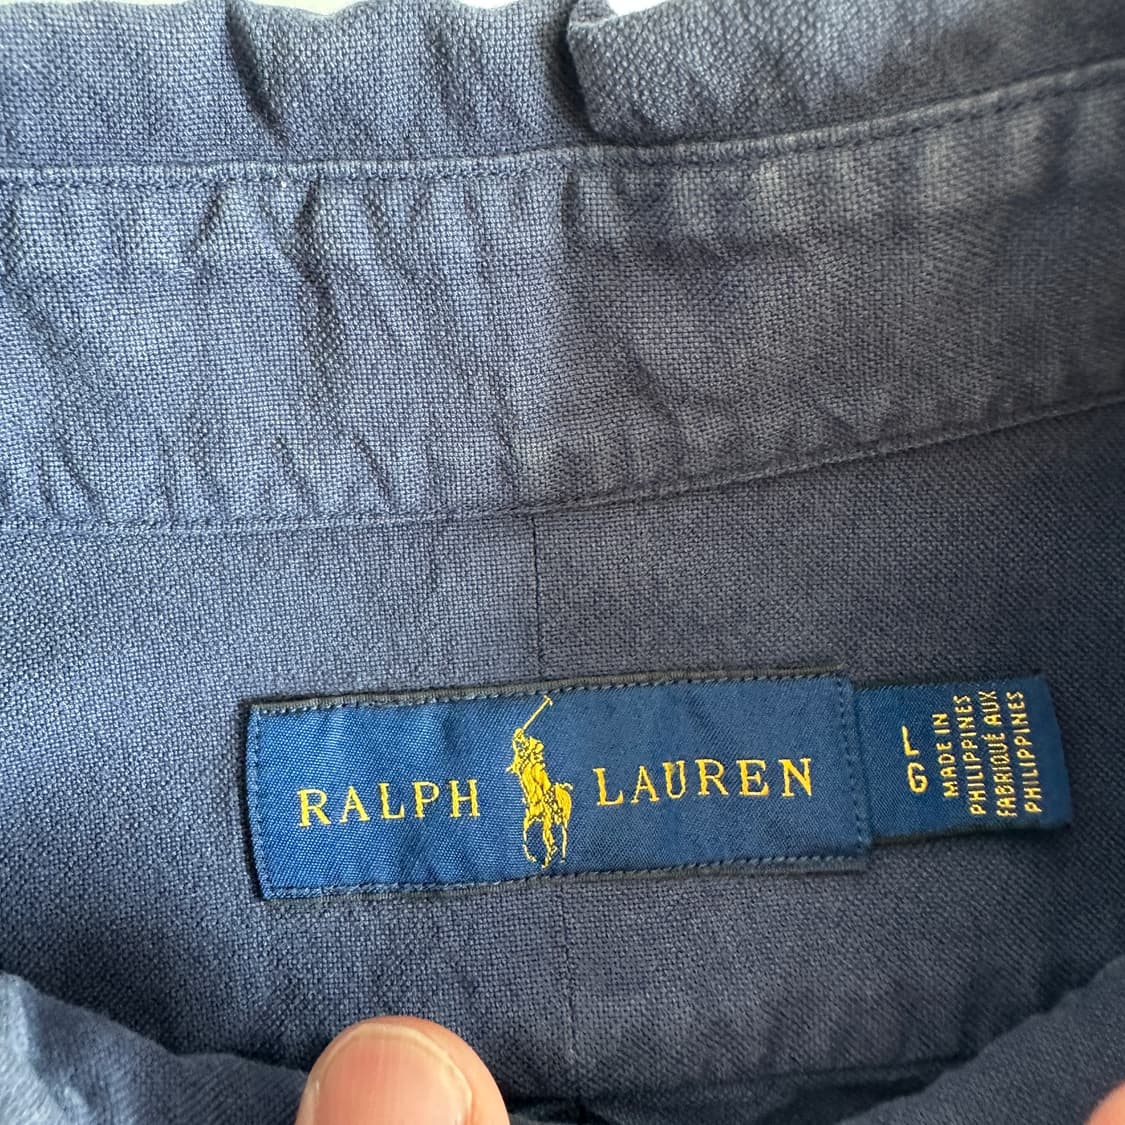 RALPH LAUREN
L
G
MADE IN
PHILIPPINES
FABRIQUÉ AUX
PHILIPPINES